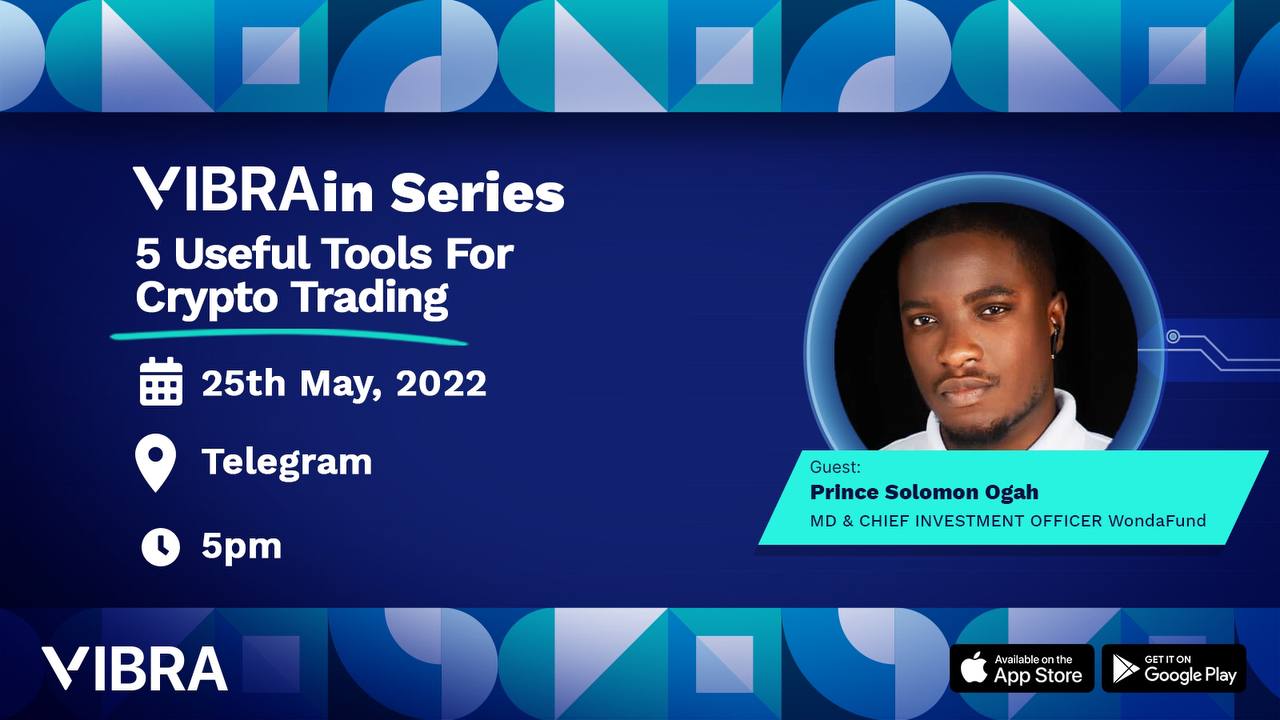 VIBRAin Series
5 Useful Tools For
Crypto Trading
25th May, 2022
Telegram
5pm
Guest:
Prince Solomon Ogah
MD & CHIEF INVESTMENT OFFICER WondaFund
VIBRA
Available on the
App Store
GET IT ON
Google Play